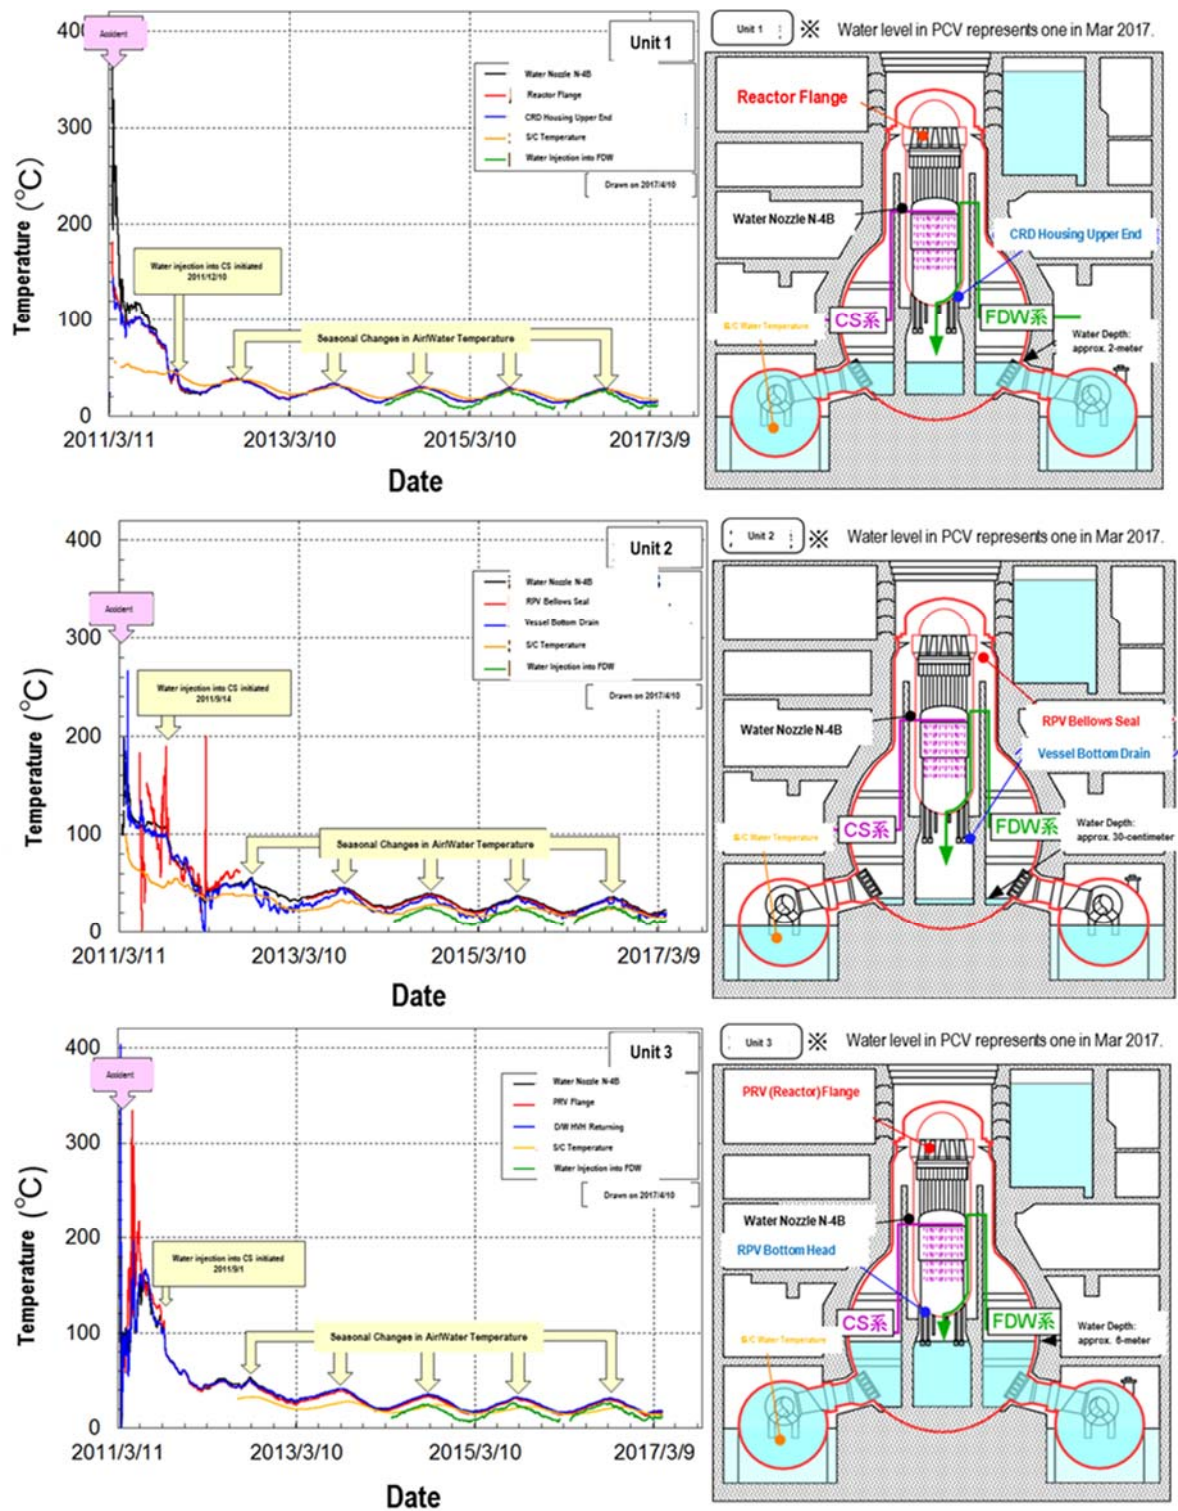 Unit 1
Accident
Water Nozzle N-4B
Reactor Flange
CRD Housing Upper End
S/C Temperature
Water Injection into FDW
Drawn on 2017/4/10
Water injection into CS initiated
2011/12/10
Seasonal Changes in Air/Water Temperature
400
300
200
100
0
Temperature (°C)
2011/3/11
2013/3/10
2015/3/10
2017/3/9
Date
Unit 1
※ Water level in PCV represents one in Mar 2017.
Reactor Flange
Water Nozzle N-4B
CRD Housing Upper End
S/C Water Temperature
CS系
FDW系
Water Depth:
approx. 2-meter
Unit 2
Accident
Water Nozzle N-4B
RPV Bellows Seal
Vessel Bottom Drain
S/C Temperature
Water Injection into FDW
Drawn on 2017/4/10
Water injection into CS initiated
2011/9/14
Seasonal Changes in Air/Water Temperature
400
300
200
100
0
Temperature (°C)
2011/3/11
2013/3/10
2015/3/10
2017/3/9
Date
Unit 2
※ Water level in PCV represents one in Mar 2017.
Water Nozzle N-4B
RPV Bellows Seal
Vessel Bottom Drain
S/C Water Temperature
CS系
FDW系
Water Depth:
approx. 30-centimeter
Unit 3
Accident
Water Nozzle N-4B
PRV Flange
D/W HVH Returning
S/C Temperature
Water Injection into FDW
Drawn on 2017/4/10
Water injection into CS initiated
2011/9/1
Seasonal Changes in Air/Water Temperature
400
300
200
100
0
Temperature (°C)
2011/3/11
2013/3/10
2015/3/10
2017/3/9
Date
Unit 3
※ Water level in PCV represents one in Mar 2017.
PRV (Reactor) Flange
Water Nozzle N-4B
RPV Bottom Head
S/C Water Temperature
CS系
FDW系
Water Depth:
approx. 6-meter